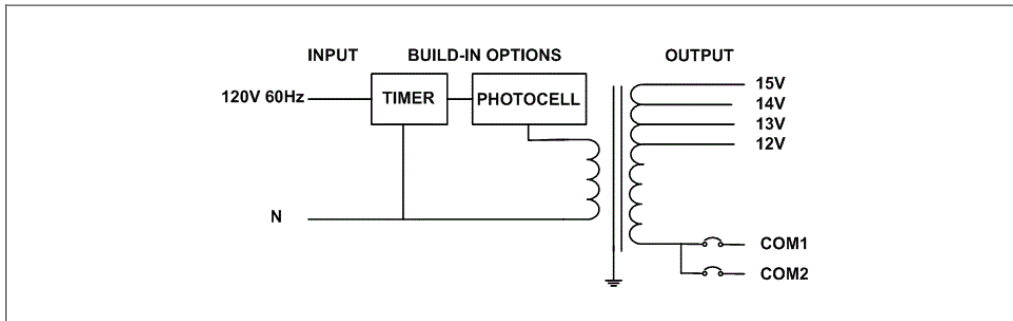 INPUT
BUILD-IN OPTIONS
OUTPUT
120V 60Hz
TIMER
PHOTOCELL
15V
14V
13V
12V
N
COM1
COM2